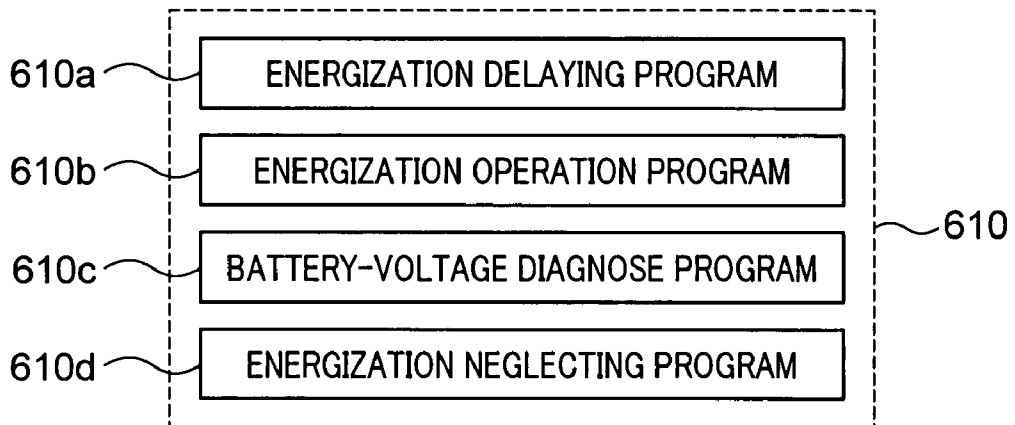 610a ENERGIZATION DELAYING PROGRAM
610b ENERGIZATION OPERATION PROGRAM
610
610c BATTERY-VOLTAGE DIAGNOSE PROGRAM
610d ENERGIZATION NEGLECTING PROGRAM